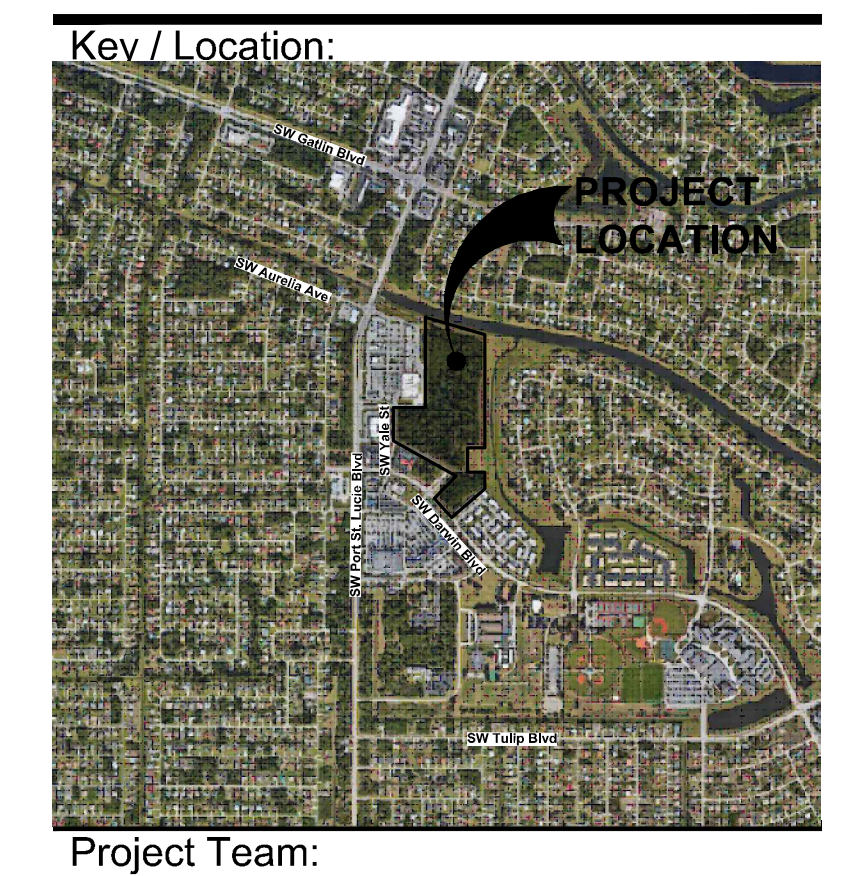 Key / Location:
SW Gatlin Blvd
PROJECT
LOCATION
SW Aurelia Ave
SW Yale St
SW Port St. Lucie Blvd
SW Darwin Blvd
SW Tulip Blvd
Project Team: